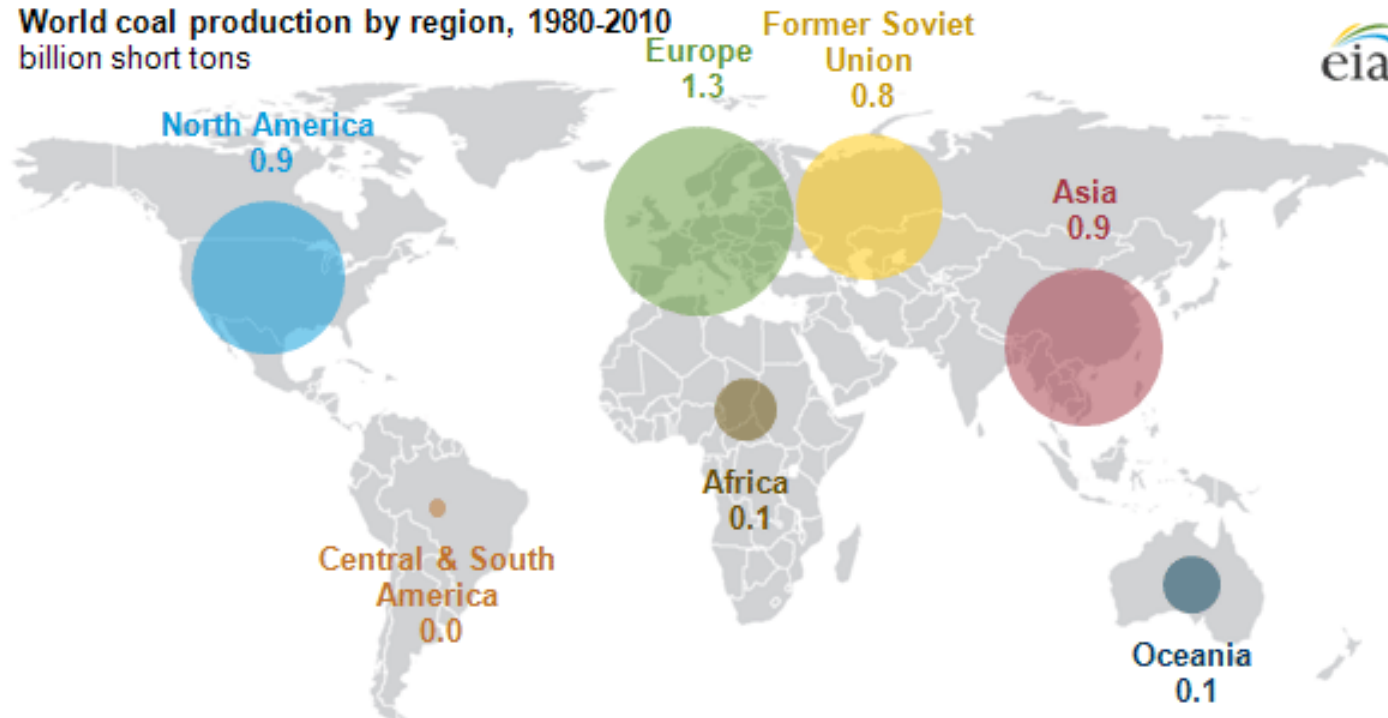 World coal production by region, 1980-2010
billion short tons
eia
Europe
1.3
Former Soviet
Union
0.8
North America
0.9
Asia
0.9
Africa
0.1
Central & South
America
0.0
Oceania
0.1